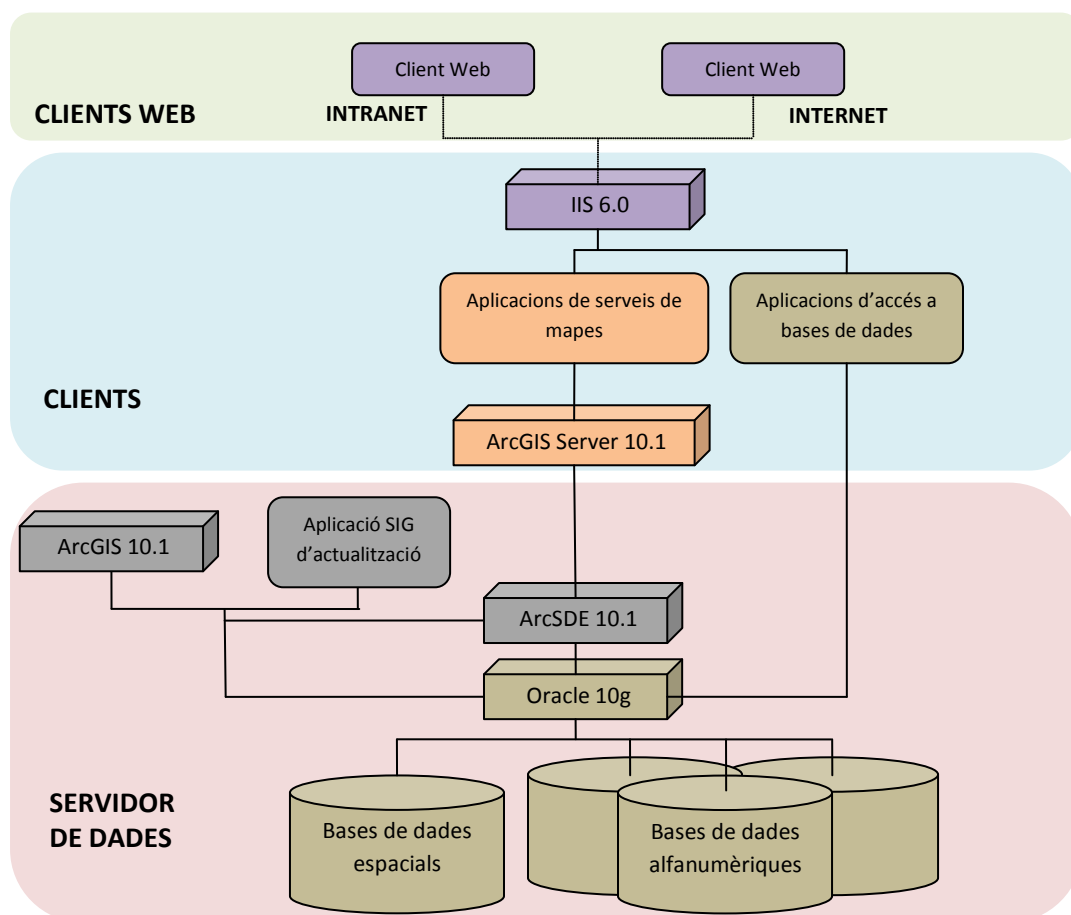 Client Web
Client Web
CLIENTS WEB
INTRANET
INTERNET
IIS 6.0
Aplicacions de serveis de
mapes
Aplicacions d’accés a
bases de dades
CLIENTS
ArcGIS Server 10.1
ArcGIS 10.1
Aplicació SIG
d’actualització
ArcSDE 10.1
Oracle 10g
SERVIDOR
DE DADES
Bases de dades
espacials
Bases de dades
alfanumèriques